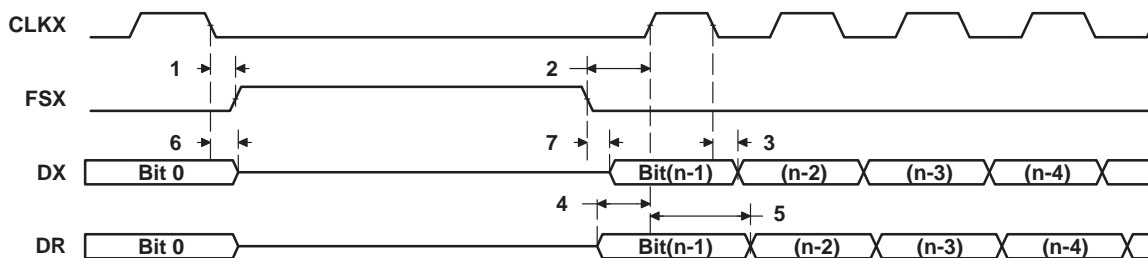 CLKX
1 2
FSX
6 7 3
DX Bit 0 Bit(n-1) (n-2) (n-3) (n-4)
4 5
DR Bit 0 Bit(n-1) (n-2) (n-3) (n-4)